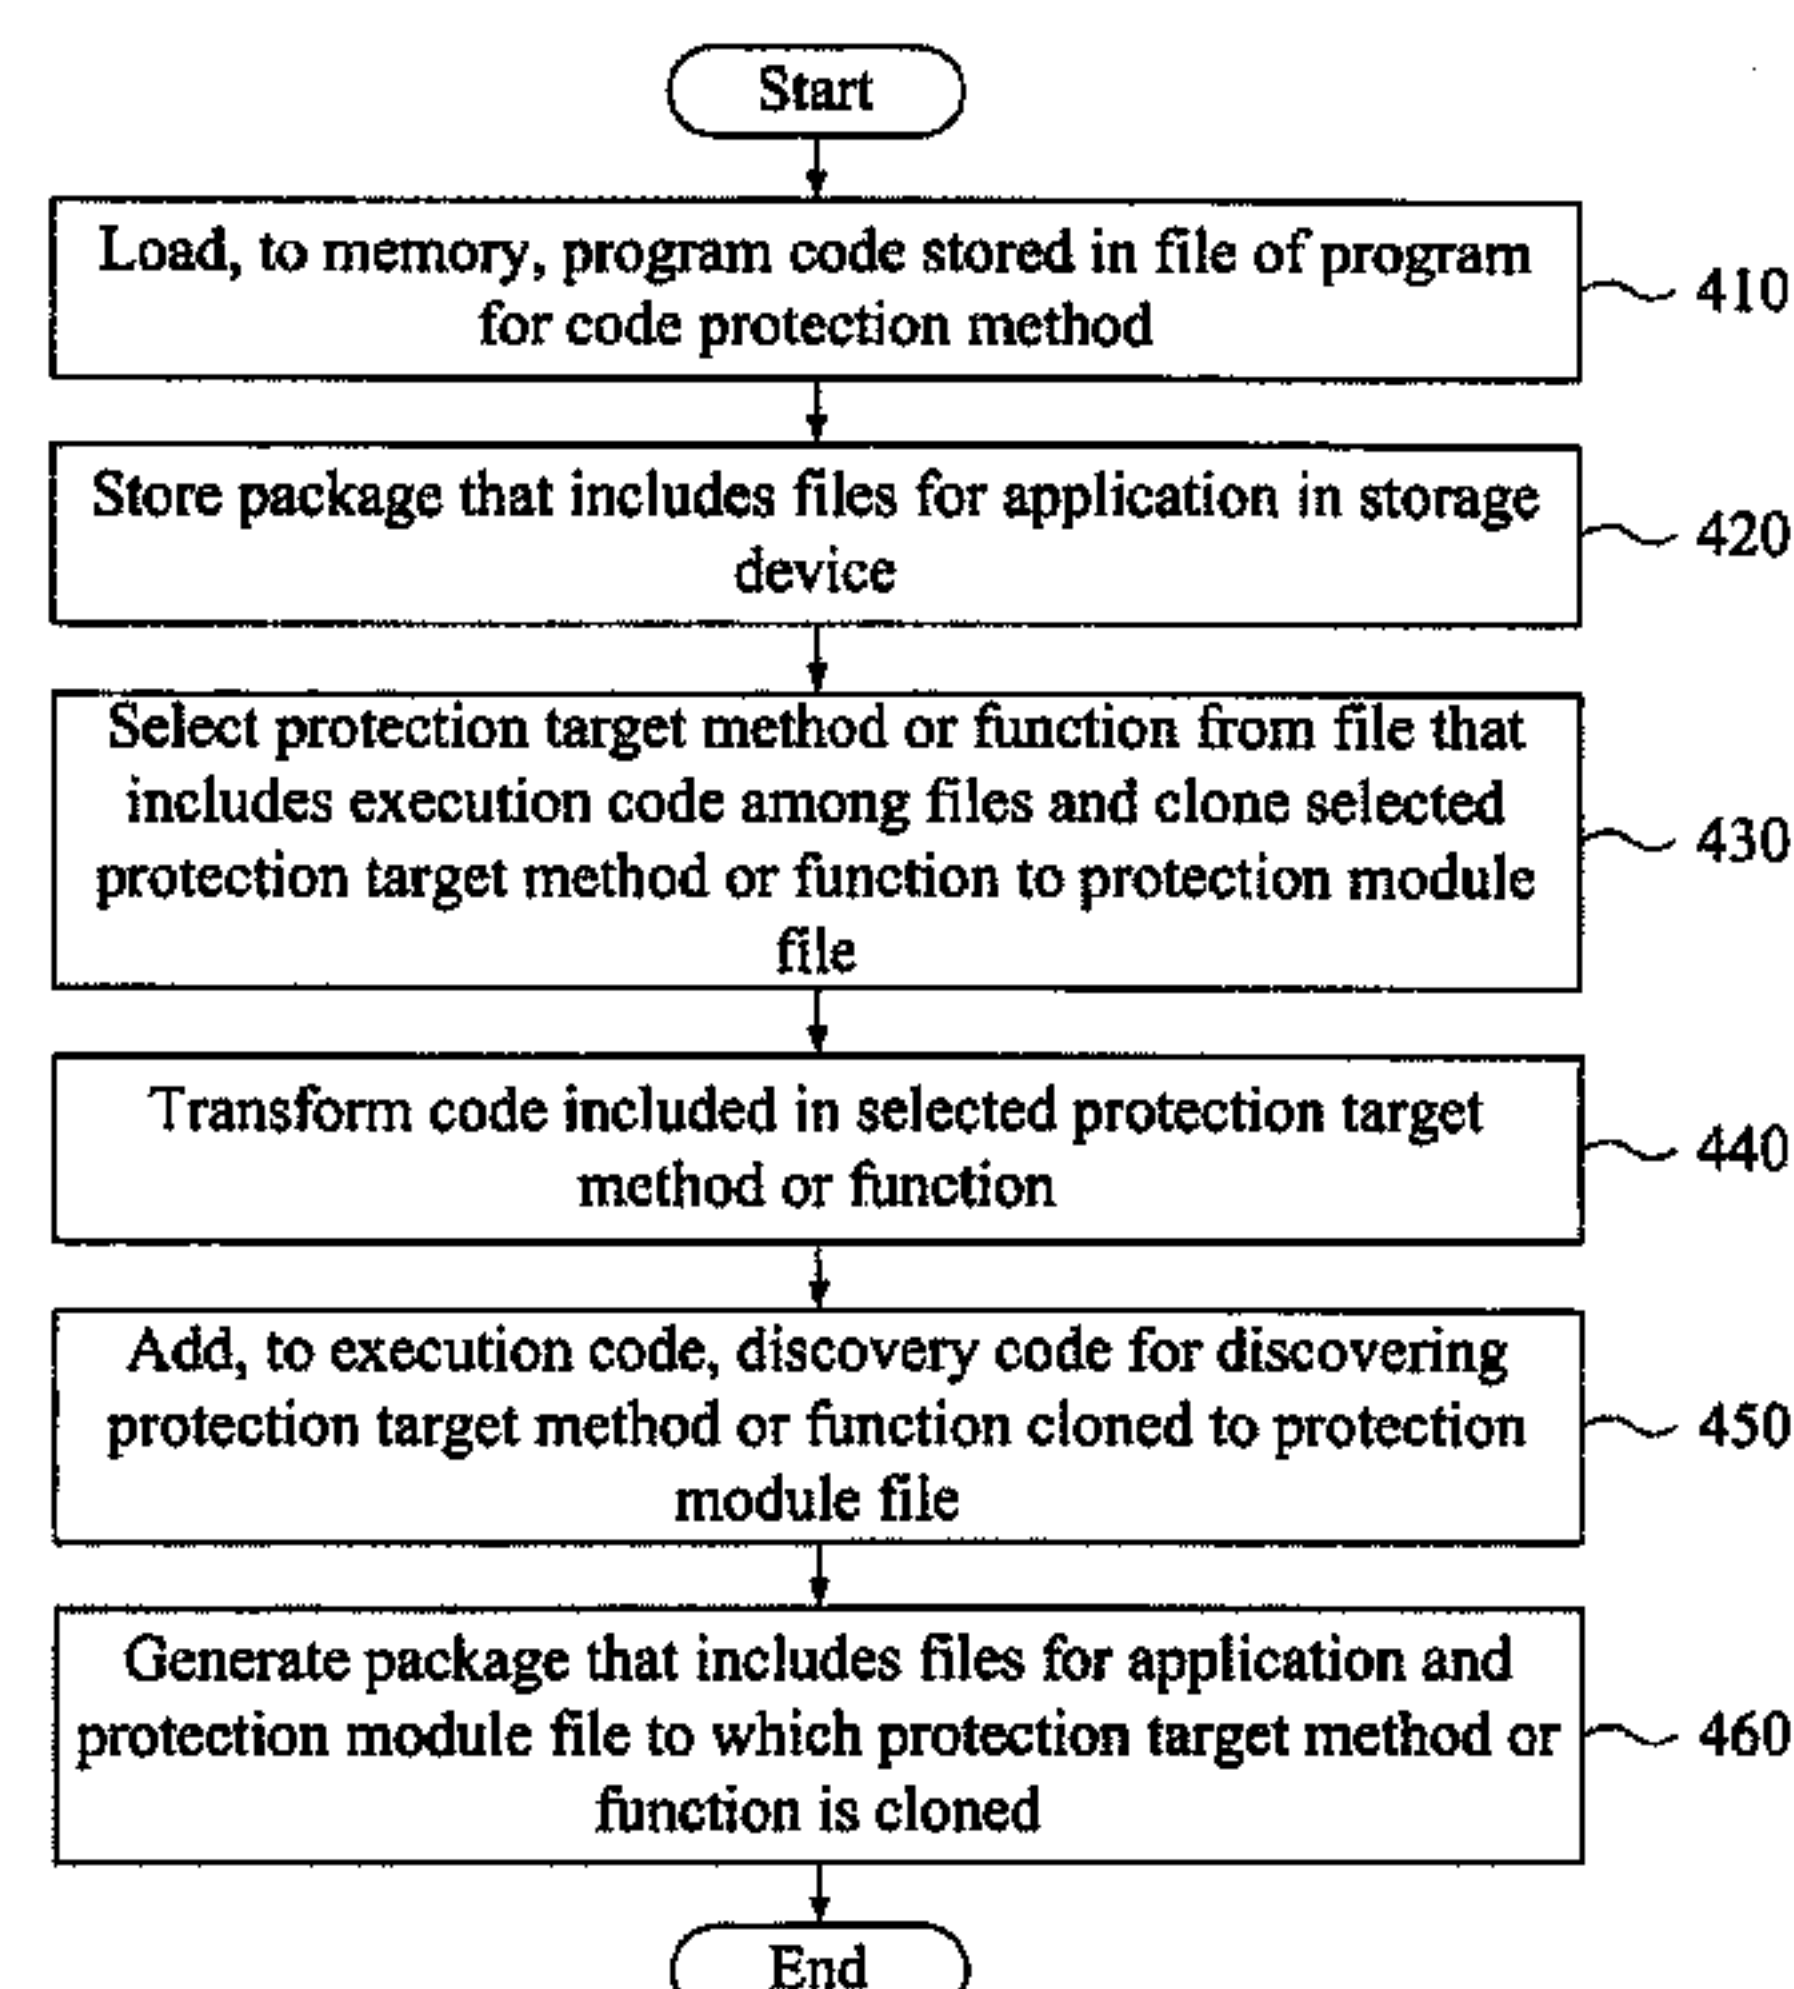 Start
Load, to memory, program code stored in file of program
for code protection method
410
Store package that includes files for application in storage
device
420
Select protection target method or function from file that
includes execution code among files and clone selected
protection target method or function to protection module
file
430
Transform code included in selected protection target
method or function
440
Add, to execution code, discovery code for discovering
protection target method or function cloned to protection
module file
450
Generate package that includes files for application and
protection module file to which protection target method or
function is cloned
460
End